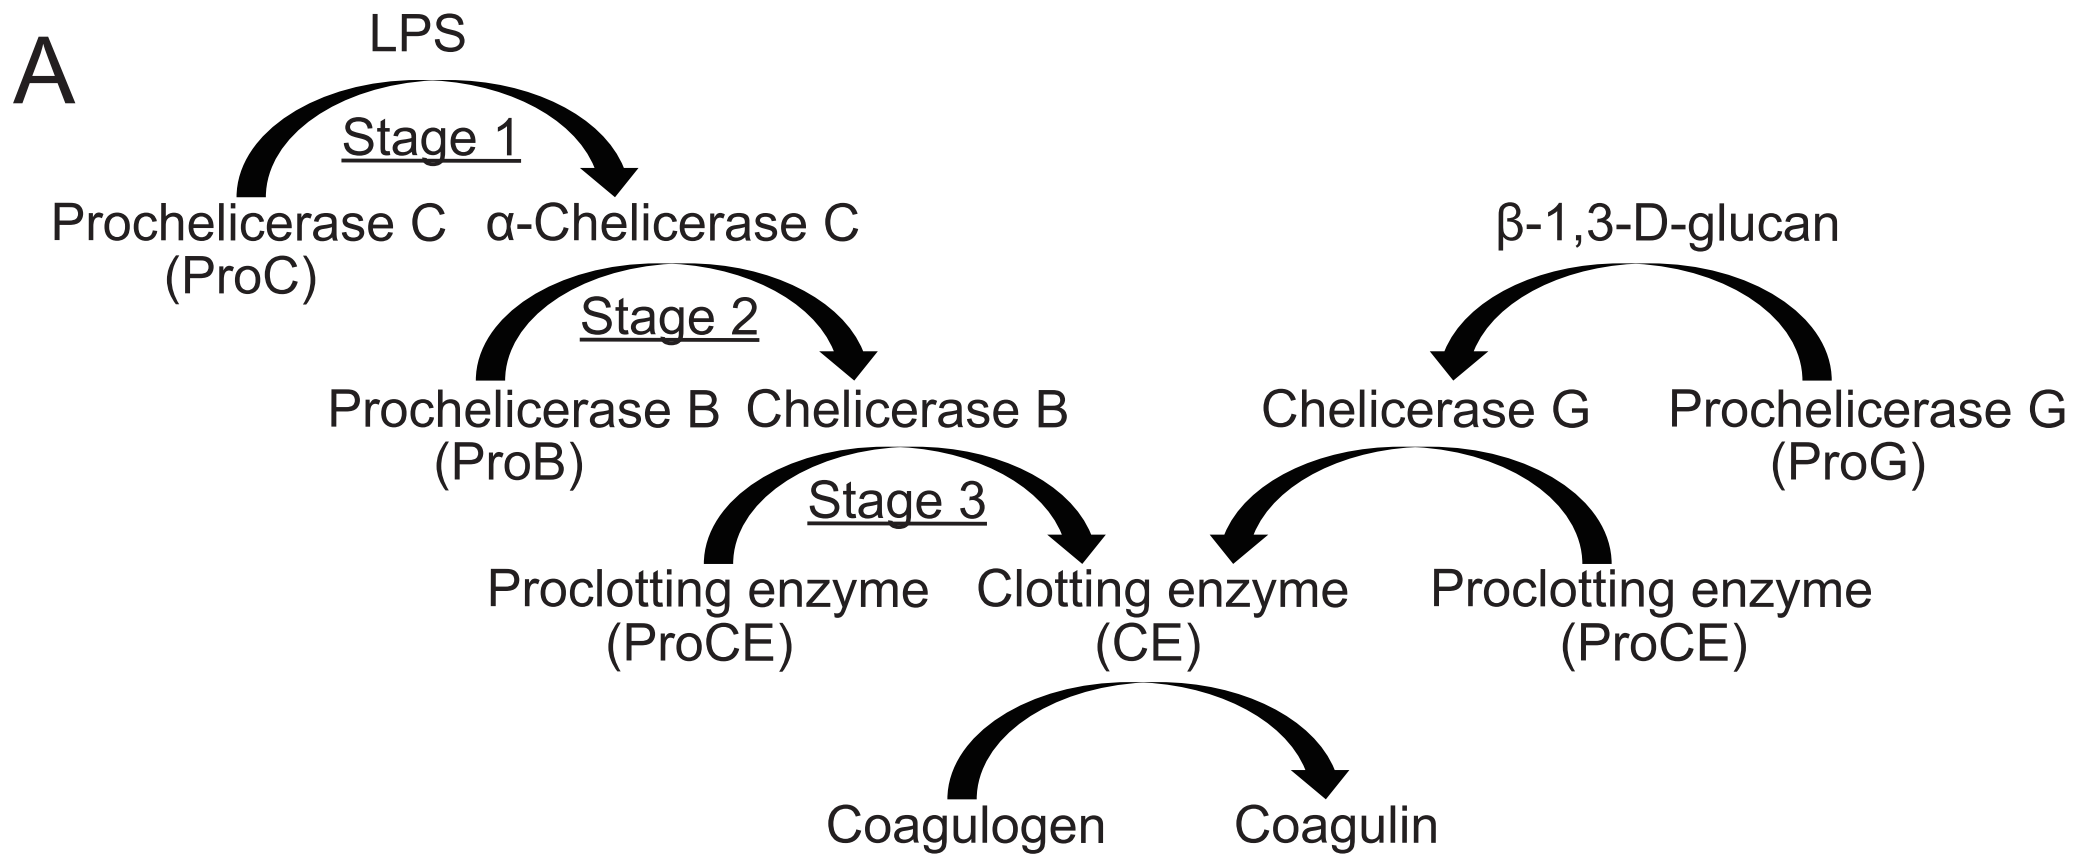 A
LPS
Stage 1
Prochelicerase C
(ProC)
α-Chelicerase C
β-1,3-D-glucan
Stage 2
Prochelicerase B
(ProB)
Chelicerase B
Chelicerase G
Prochelicerase G
(ProG)
Stage 3
Proclotting enzyme
(ProCE)
Clotting enzyme
(CE)
Proclotting enzyme
(ProCE)
Coagulogen
Coagulin